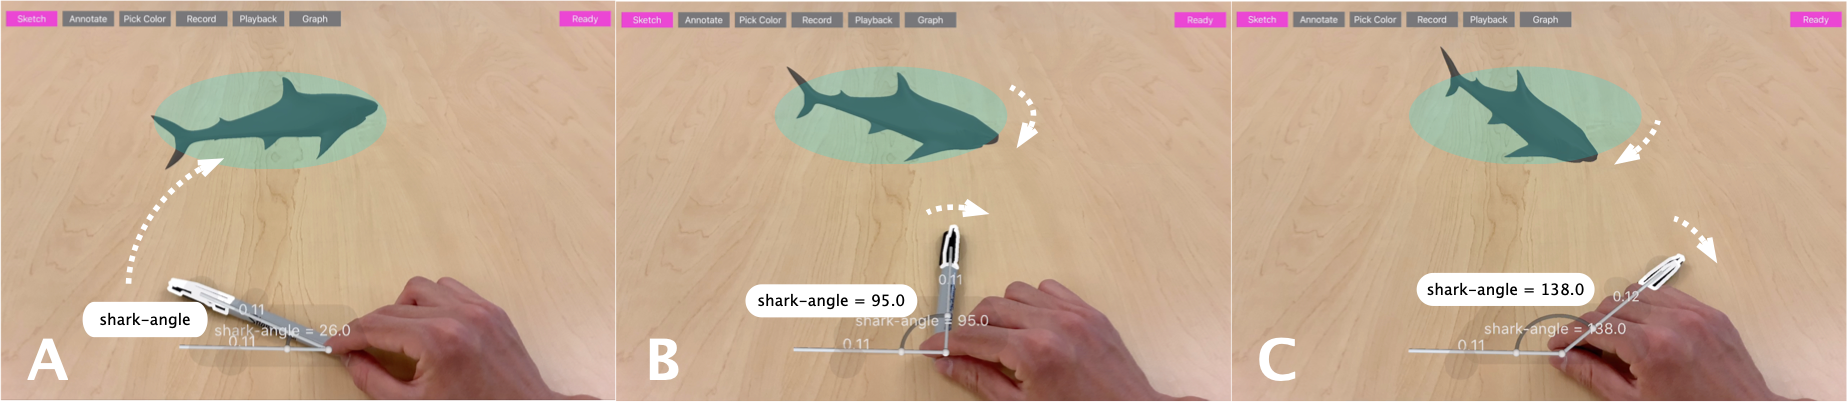 Sketch Annotate Pick Color Record Playback Graph Ready
shark-angle
0.11
shark-angle = 26.0
0.11
A
Sketch Annotate Pick Color Record Playback Graph Ready
0.11
shark-angle = 95.0
shark-angle = 95.0
0.11
B
Sketch Annotate Pick Color Record Playback Graph Ready
shark-angle = 138.0
0.12
shark-angle = 138.0
0.11
C